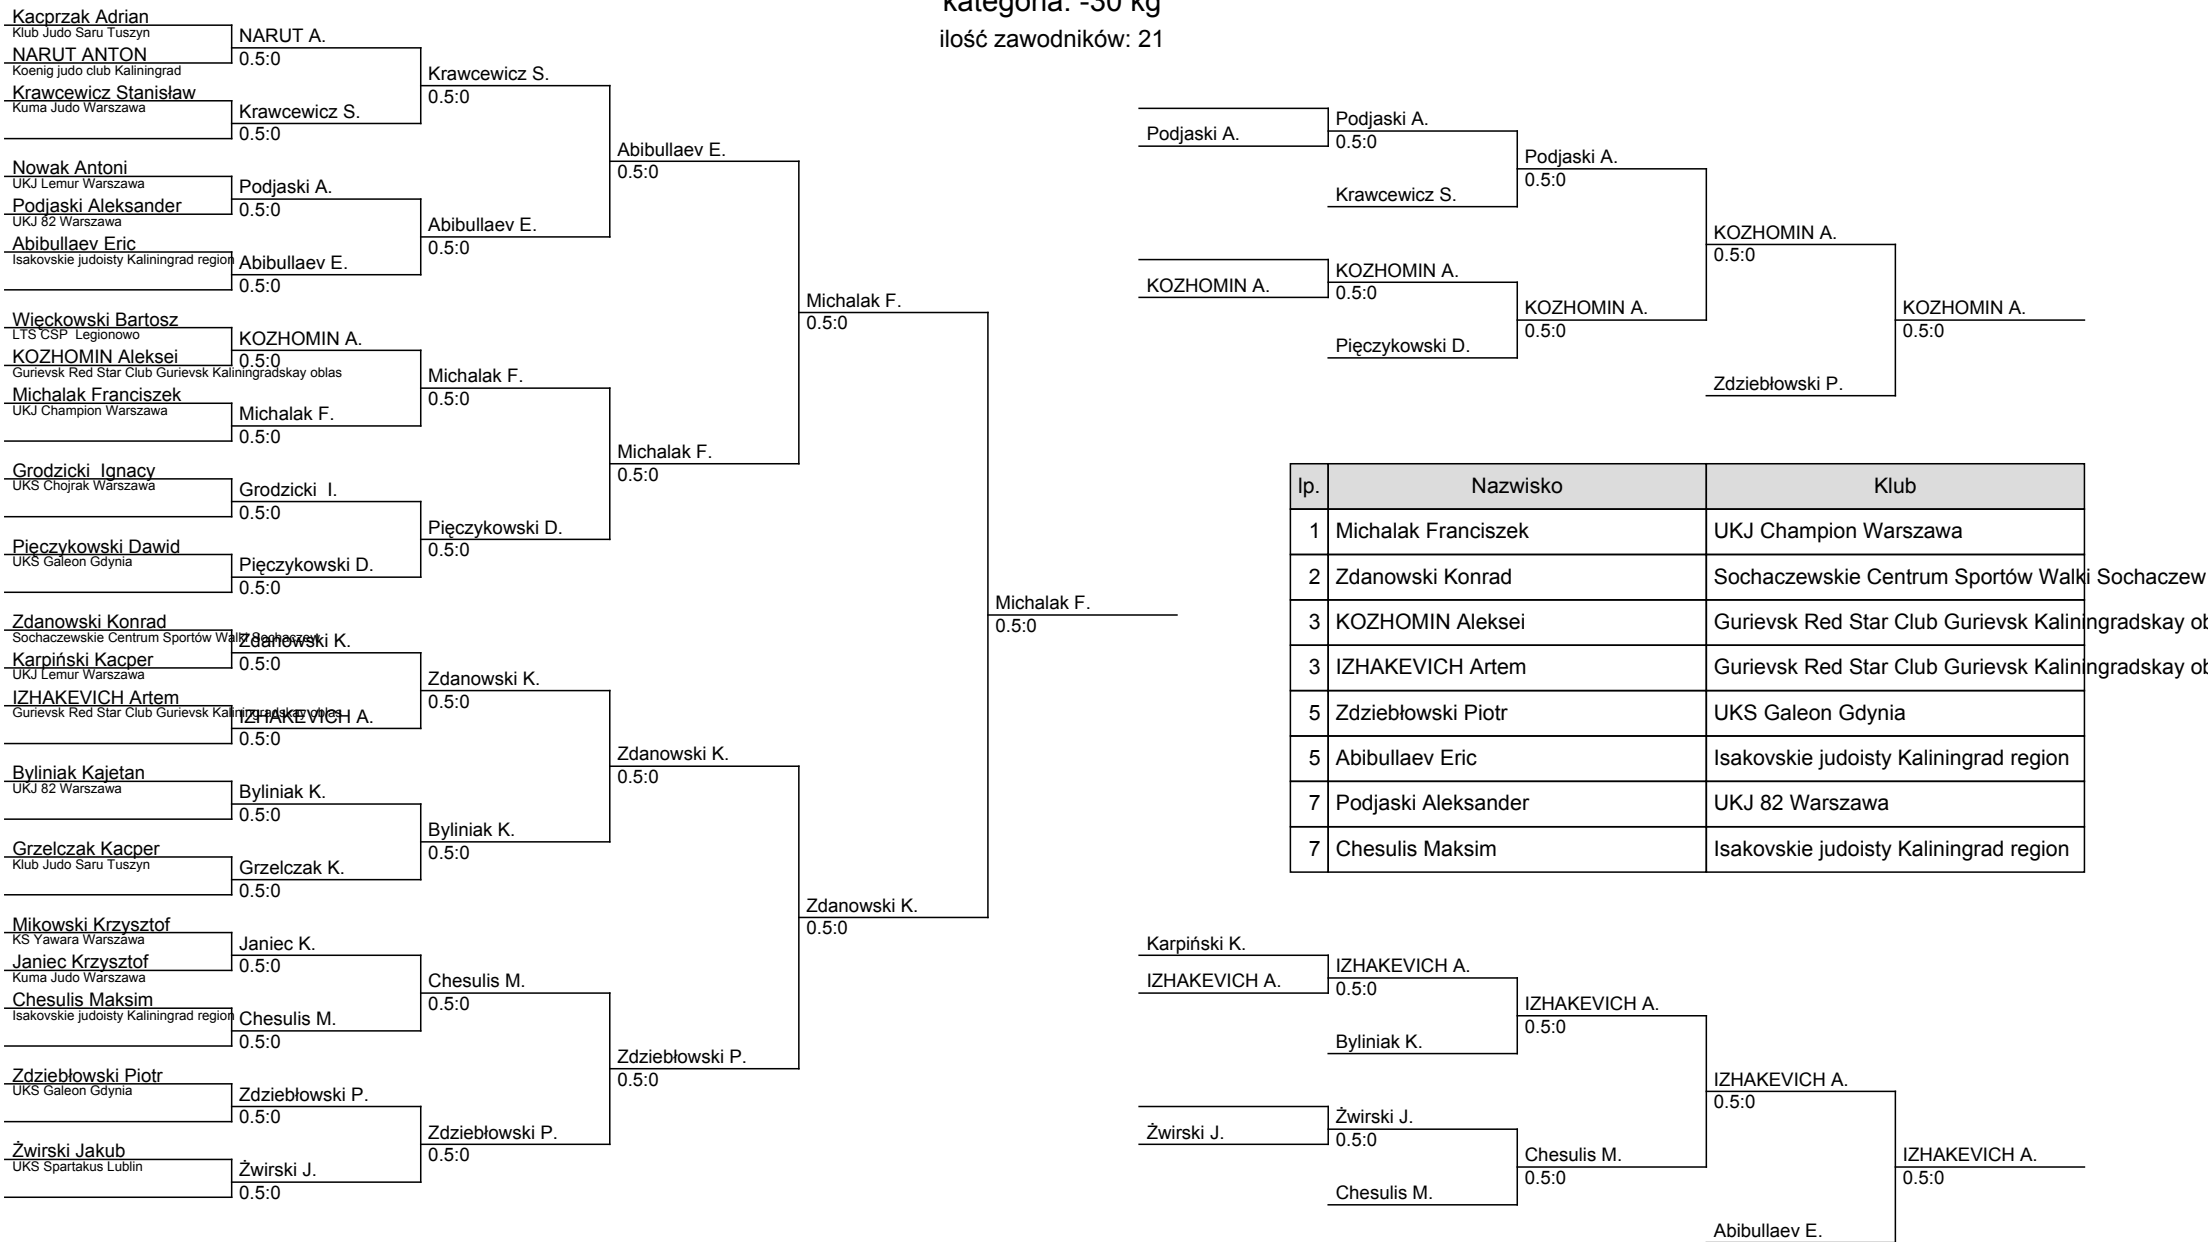 kategoria: -30 kg
ilość zawodników: 21
Kacprzak Adrian
Klub Judo Saru Tuszyn
NARUT ANTON
Koenig judo club Kaliningrad
Krawcewicz Stanisław
Kuma Judo Warszawa
Nowak Antoni
UKJ Lemur Warszawa
Podjaski Aleksander
UKJ 82 Warszawa
Abibullaev Eric
Isakovskie judoisty Kaliningrad region
Więckowski Bartosz
LTS CSP Legionowo
KOZHOMIN Aleksei
Gurievsk Red Star Club Gurievsk Kaliningradskay oblas
Michalak Franciszek
UKJ Champion Warszawa
Grodzicki Ignacy
UKS Chojrak Warszawa
Pięczykowski Dawid
UKS Galeon Gdynia
Zdanowski Konrad
Sochaczewskie Centrum Sportów Walki Sochaczew
Karpiński Kacper
UKJ Lemur Warszawa
IZHAKEVICH Artem
Gurievsk Red Star Club Gurievsk Kaliningradskay oblas
Byliniak Kajetan
UKJ 82 Warszawa
Grzelczak Kacper
Klub Judo Saru Tuszyn
Mikowski Krzysztof
KS Yawara Warszawa
Janiec Krzysztof
Kuma Judo Warszawa
Chesulis Maksim
Isakovskie judoisty Kaliningrad region
Zdziebłowski Piotr
UKS Galeon Gdynia
Żwirski Jakub
UKS Spartakus Lublin
NARUT A.
0.5:0
Krawcewicz S.
0.5:0
Podjaski A.
0.5:0
Abibullaev E.
0.5:0
KOZHOMIN A.
0.5:0
Michalak F.
0.5:0
Grodzicki I.
0.5:0
Pięczykowski D.
0.5:0
Zdanowski K.
0.5:0
IZHAKEVICH A.
0.5:0
Byliniak K.
0.5:0
Grzelczak K.
0.5:0
Janiec K.
0.5:0
Chesulis M.
0.5:0
Zdziebłowski P.
0.5:0
Żwirski J.
0.5:0
Krawcewicz S.
0.5:0
Abibullaev E.
0.5:0
Michalak F.
0.5:0
Pięczykowski D.
0.5:0
Zdanowski K.
0.5:0
Byliniak K.
0.5:0
Chesulis M.
0.5:0
Zdziebłowski P.
0.5:0
Abibullaev E.
0.5:0
Michalak F.
0.5:0
Zdanowski K.
0.5:0
Zdziebłowski P.
0.5:0
Michalak F.
0.5:0
Zdanowski K.
0.5:0
Michalak F.
0.5:0
Podjaski A.
KOZHOMIN A.
Podjaski A.
0.5:0
Krawcewicz S.
KOZHOMIN A.
0.5:0
Pięczykowski D.
Podjaski A.
0.5:0
KOZHOMIN A.
0.5:0
KOZHOMIN A.
0.5:0
Zdziebłowski P.
KOZHOMIN A.
0.5:0
lp. Nazwisko Klub
1 Michalak Franciszek UKJ Champion Warszawa
2 Zdanowski Konrad Sochaczewskie Centrum Sportów Walki Sochaczew
3 KOZHOMIN Aleksei Gurievsk Red Star Club Gurievsk Kaliningradskay ob
3 IZHAKEVICH Artem Gurievsk Red Star Club Gurievsk Kaliningradskay ob
5 Zdziebłowski Piotr UKS Galeon Gdynia
5 Abibullaev Eric Isakovskie judoisty Kaliningrad region
7 Podjaski Aleksander UKJ 82 Warszawa
7 Chesulis Maksim Isakovskie judoisty Kaliningrad region
Karpiński K.
IZHAKEVICH A.
Żwirski J.
IZHAKEVICH A.
0.5:0
Byliniak K.
Żwirski J.
0.5:0
Chesulis M.
IZHAKEVICH A.
0.5:0
Chesulis M.
0.5:0
IZHAKEVICH A.
0.5:0
Abibullaev E.
IZHAKEVICH A.
0.5:0